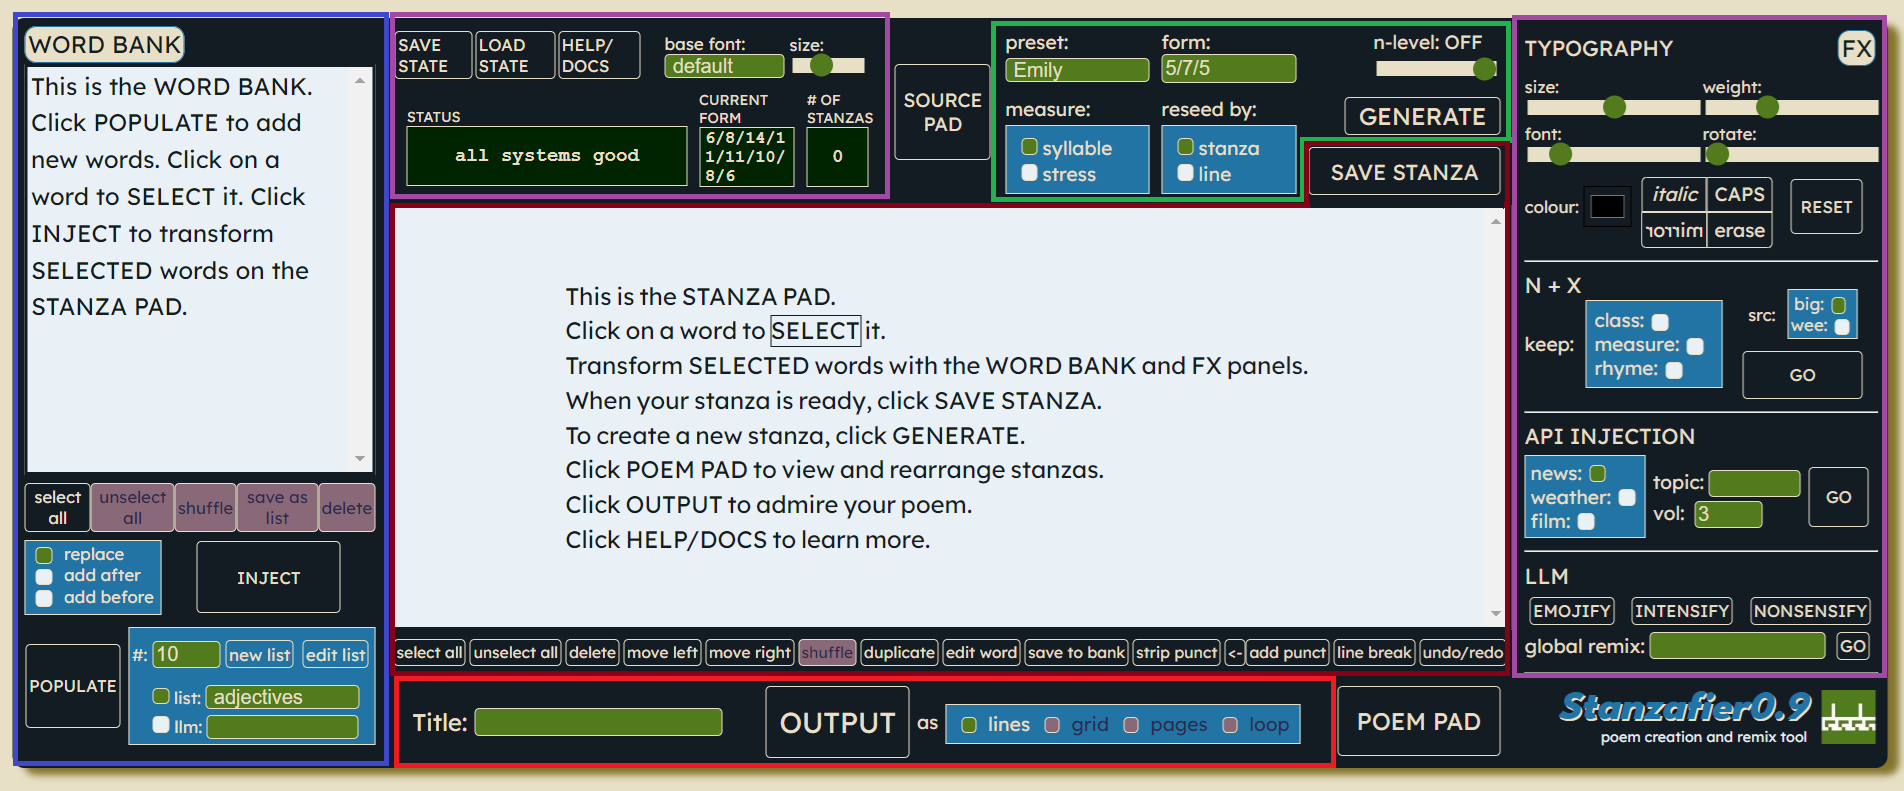 WORD BANK
This is the WORD BANK.
Click POPULATE to add
new words. Click on a
word to SELECT it. Click
INJECT to transform
SELECTED words on the
STANZA PAD.
select all
unselect all
shuffle
save as list
delete
replace
add after
add before
INJECT
POPULATE
#: 10
new list
edit list
list: adjectives
llm:
SAVE STATE
LOAD STATE
HELP/ DOCS
base font:
default
size:
STATUS
all systems good
CURRENT FORM
6/8/14/1
1/11/10/
8/6
# OF STANZAS
0
SOURCE PAD
preset:
Emily
form:
5/7/5
n-level: OFF
measure:
syllable
stress
reseed by:
stanza
line
GENERATE
SAVE STANZA
This is the STANZA PAD.
Click on a word to SELECT it.
Transform SELECTED words with the WORD BANK and FX panels.
When your stanza is ready, click SAVE STANZA.
To create a new stanza, click GENERATE.
Click POEM PAD to view and rearrange stanzas.
Click OUTPUT to admire your poem.
Click HELP/DOCS to learn more.
select all
unselect all
delete
move left
move right
shuffle
duplicate
edit word
save to bank
strip punct
<-
add punct
line break
undo/redo
Title:
OUTPUT
as
lines
grid
pages
loop
POEM PAD
TYPOGRAPHY
FX
size:
weight:
font:
rotate:
colour:
italic
CAPS
mirror
erase
RESET
N + X
keep:
class:
measure:
rhyme:
src:
big:
wee:
GO
API INJECTION
news:
weather:
film:
topic:
vol: 3
GO
LLM
EMOJIFY
INTENSIFY
NONSENSIFY
global remix:
GO
Stanzafier0.9
poem creation and remix tool